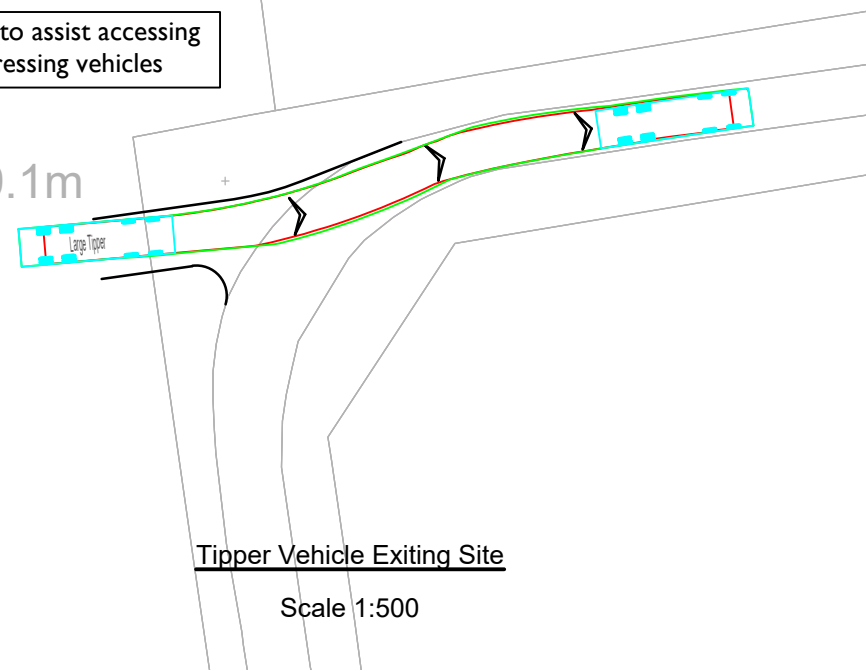 to assist accessing
ressing vehicles
.1m
Large Tipper
Tipper Vehicle Exiting Site
Scale 1:500